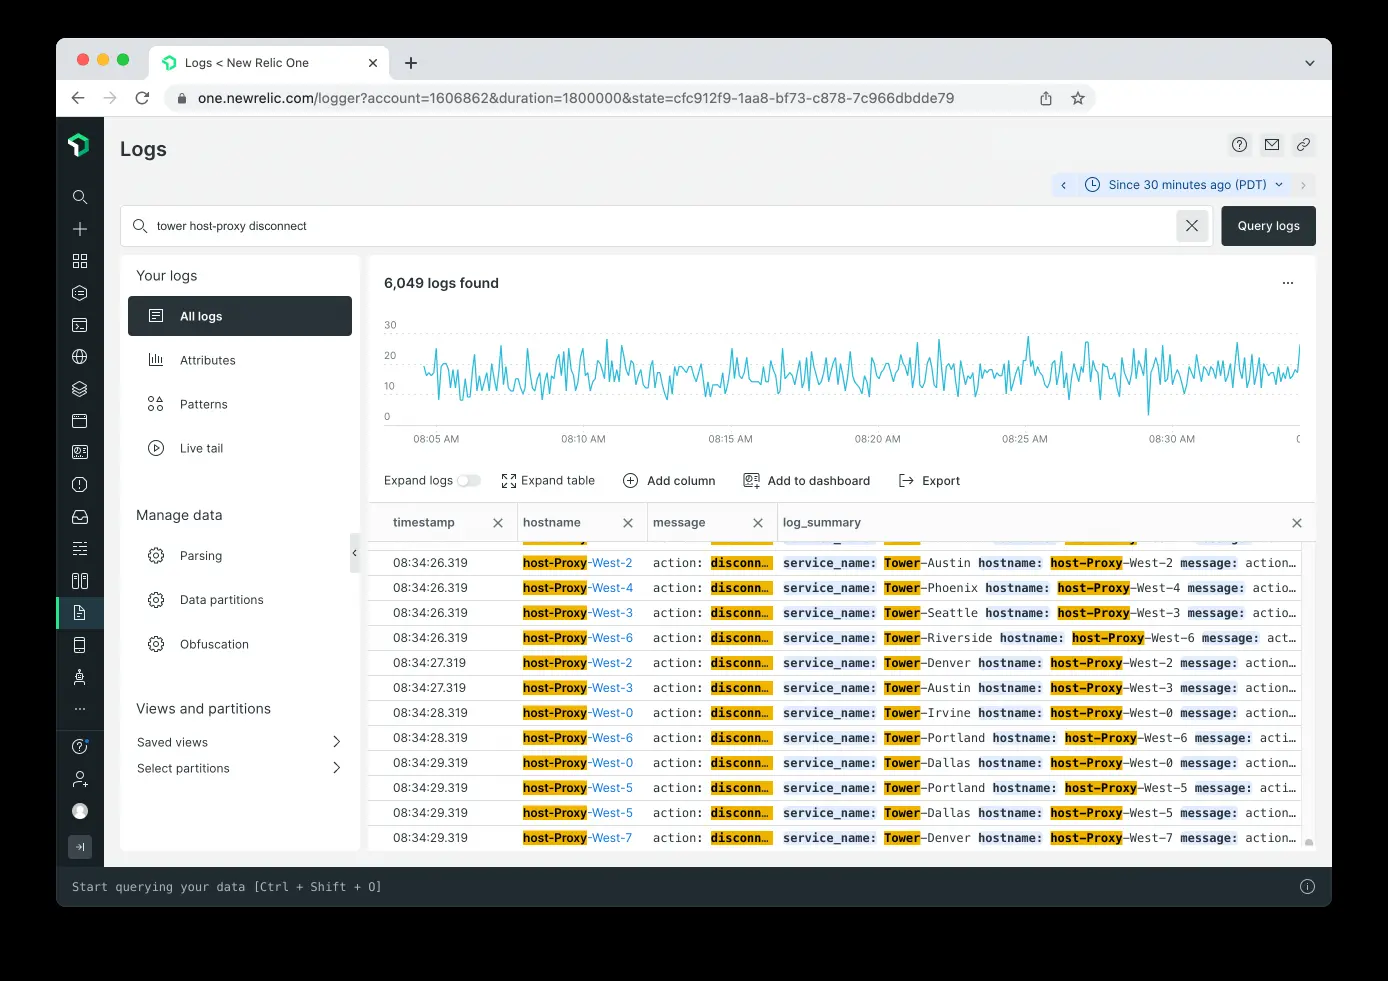 Logs < New Relic One
one.newrelic.com/logger?account=1606862&duration=1800000&state=cfc912f9-1aa8-bf73-c878-7c966dbdde79
Logs
Since 30 minutes ago (PDT)
tower host-proxy disconnect
Query logs
Your logs
All logs
Attributes
Patterns
Live tail
Manage data
Parsing
Data partitions
Obfuscation
Views and partitions
Saved views
Select partitions
6,049 logs found
30
20
10
0
08:05 AM 08:10 AM 08:15 AM 08:20 AM 08:25 AM 08:30 AM
Expand logs Expand table Add column Add to dashboard Export
timestamp hostname message log_summary
08:34:26.319 host-Proxy-West-2 action: disconn… service_name: Tower-Austin hostname: host-Proxy-West-2 message: action…
08:34:26.319 host-Proxy-West-4 action: disconn… service_name: Tower-Phoenix hostname: host-Proxy-West-4 message: actio…
08:34:26.319 host-Proxy-West-3 action: disconn… service_name: Tower-Seattle hostname: host-Proxy-West-3 message: actio…
08:34:26.319 host-Proxy-West-6 action: disconn… service_name: Tower-Riverside hostname: host-Proxy-West-6 message: act…
08:34:27.319 host-Proxy-West-2 action: disconn… service_name: Tower-Denver hostname: host-Proxy-West-2 message: action…
08:34:27.319 host-Proxy-West-3 action: disconn… service_name: Tower-Austin hostname: host-Proxy-West-3 message: action…
08:34:28.319 host-Proxy-West-0 action: disconn… service_name: Tower-Irvine hostname: host-Proxy-West-0 message: action…
08:34:28.319 host-Proxy-West-6 action: disconn… service_name: Tower-Portland hostname: host-Proxy-West-6 message: acti…
08:34:29.319 host-Proxy-West-0 action: disconn… service_name: Tower-Dallas hostname: host-Proxy-West-0 message: action…
08:34:29.319 host-Proxy-West-5 action: disconn… service_name: Tower-Portland hostname: host-Proxy-West-5 message: acti…
08:34:29.319 host-Proxy-West-5 action: disconn… service_name: Tower-Dallas hostname: host-Proxy-West-5 message: action…
08:34:29.319 host-Proxy-West-7 action: disconn… service_name: Tower-Denver hostname: host-Proxy-West-7 message: action…
Start querying your data [Ctrl + Shift + O]